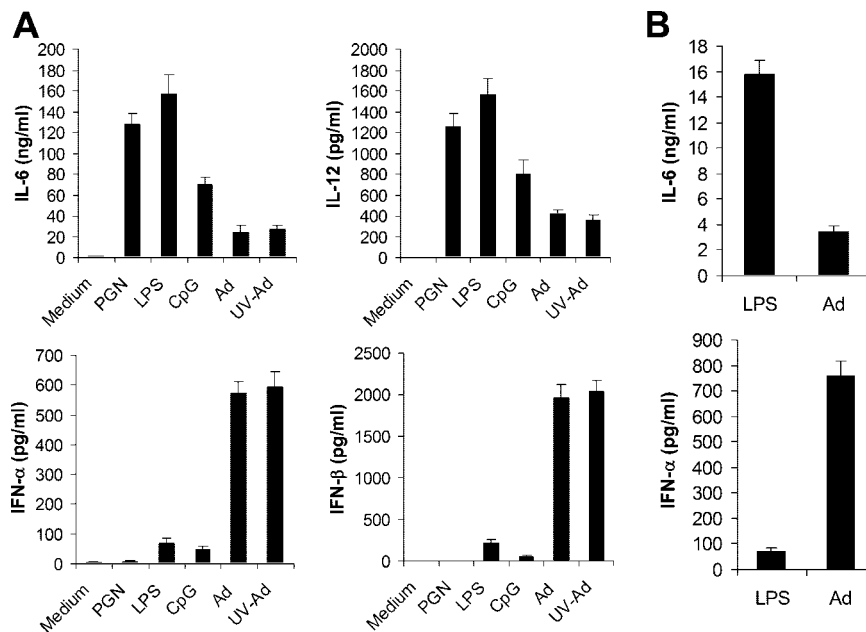 A
IL-6 (ng/ml)
200
180
160
140
120
100
80
60
40
20
0
Medium
PGN
LPS
CpG
Ad
UV-Ad
IL-12 (pg/ml)
2000
1800
1600
1400
1200
1000
800
600
400
200
0
Medium
PGN
LPS
CpG
Ad
UV-Ad
IFN-α (pg/ml)
700
600
500
400
300
200
100
0
Medium
PGN
LPS
CpG
Ad
UV-Ad
IFN-β (pg/ml)
2500
2000
1500
1000
500
0
Medium
PGN
LPS
CpG
Ad
UV-Ad
B
IL-6 (ng/ml)
18
16
14
12
10
8
6
4
2
0
LPS
Ad
IFN-α (pg/ml)
900
800
700
600
500
400
300
200
100
0
LPS
Ad